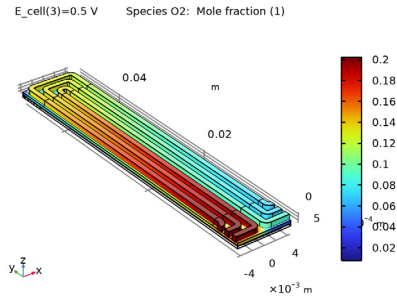 E_cell(3)=0.5 V Species O2: Mole fraction (1)
0.04
m
0.02
0
5
4
0
-4
×10⁻³ m
0.2
0.18
0.16
0.14
0.12
0.1
0.08
0.06
0.04
0.02
z
y
x